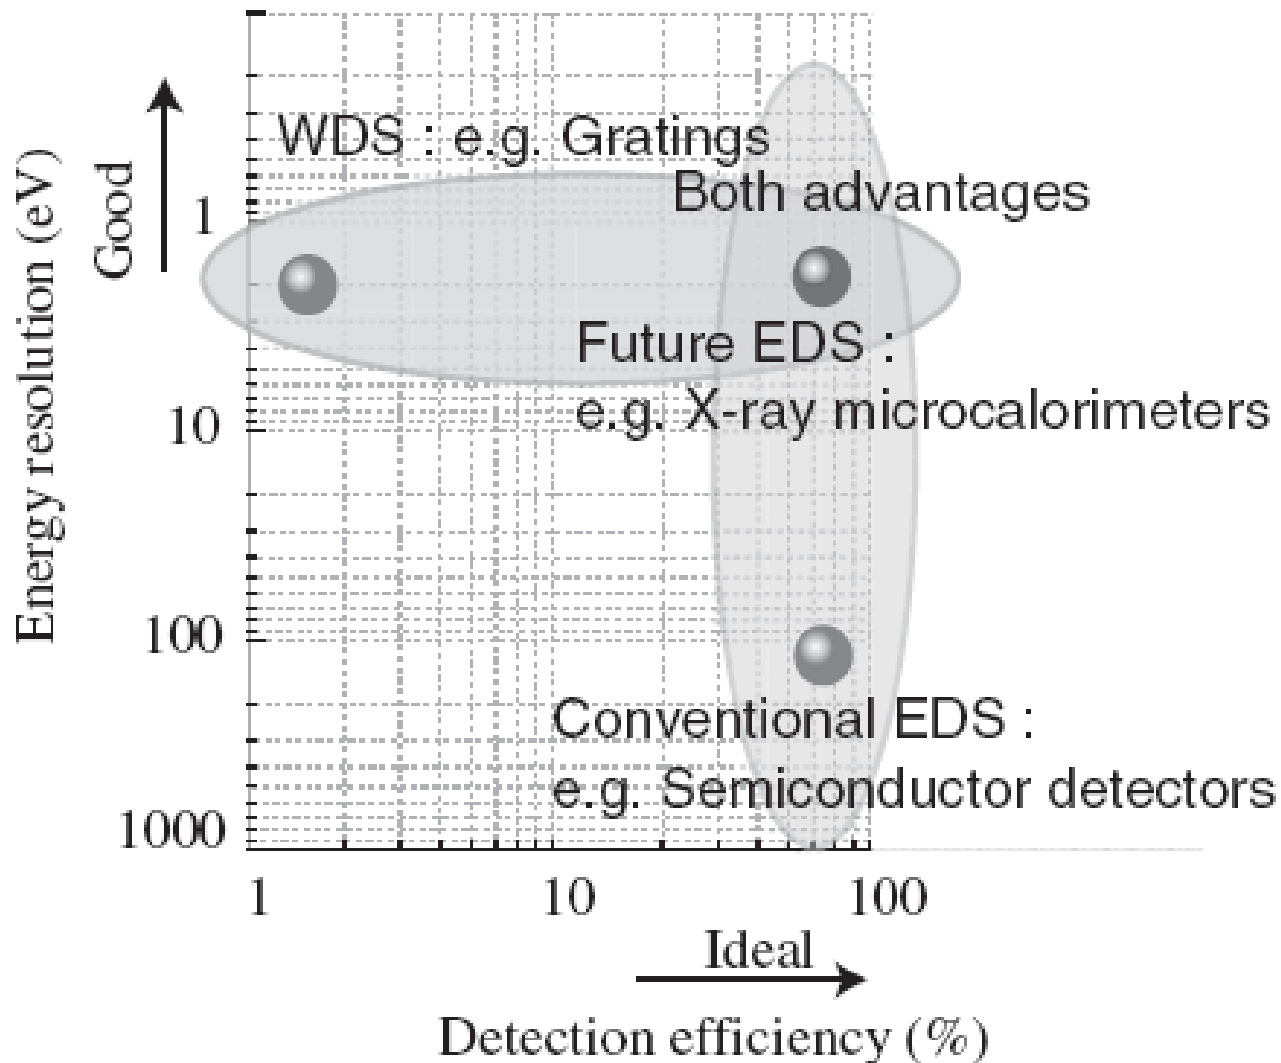 WDS : e.g. Gratings
Both advantages
Future EDS :
e.g. X-ray microcalorimeters
Conventional EDS :
e.g. Semiconductor detectors
Energy resolution (eV)
Good
1
10
100
1000
1
10
100
Ideal
Detection efficiency (%)